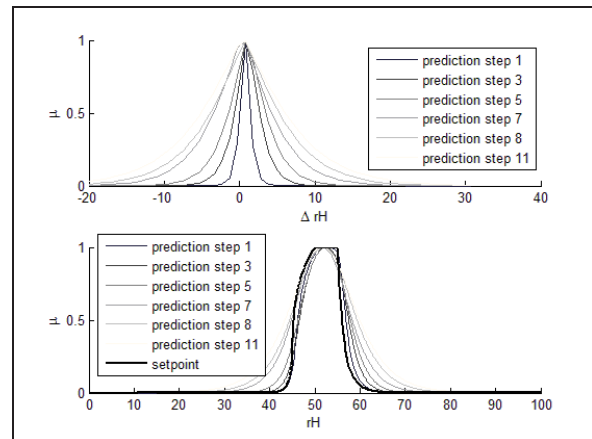 1
0.5
0
μ
-20
-10
0
10
20
30
40
Δ rH
prediction step 1
prediction step 3
prediction step 5
prediction step 7
prediction step 8
prediction step 11
1
0.5
0
μ
prediction step 1
prediction step 3
prediction step 5
prediction step 7
prediction step 8
prediction step 11
setpoint
0
10
20
30
40
50
60
70
80
90
100
rH